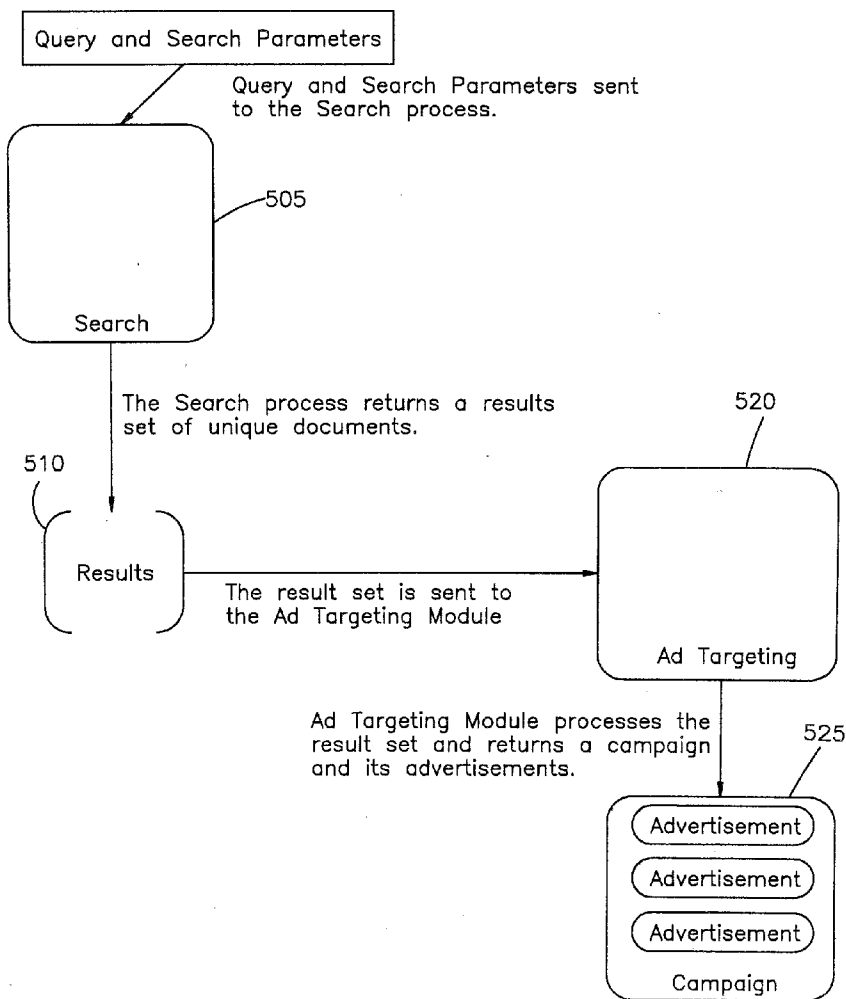 Query and Search Parameters
Query and Search Parameters sent
to the Search process.
505
Search
The Search process returns a results
set of unique documents.
520
510
Results
The result set is sent to
the Ad Targeting Module
Ad Targeting
Ad Targeting Module processes the
result set and returns a campaign
and its advertisements.
525
Advertisement
Advertisement
Advertisement
Campaign